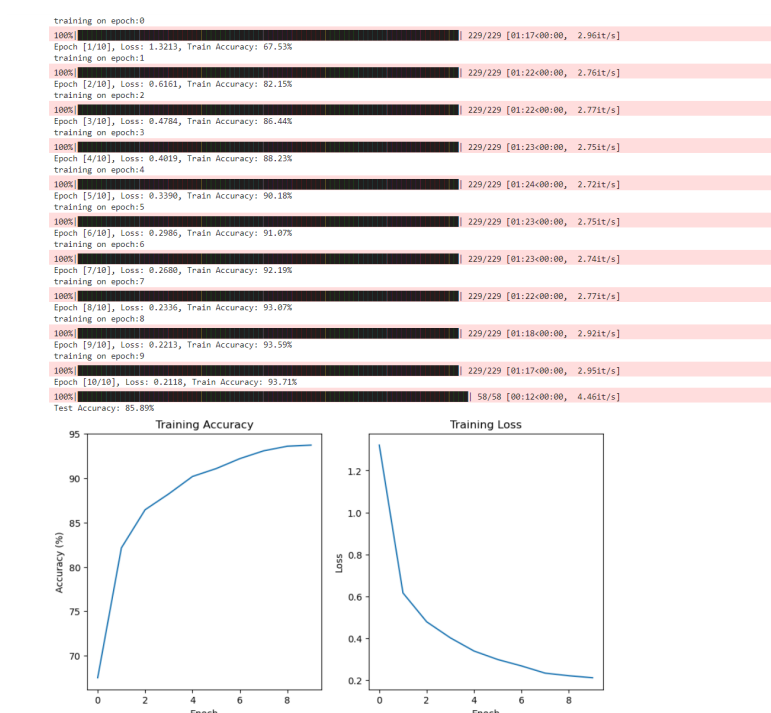 training on epoch:0
100%| | 229/229 [01:17<00:00, 2.96it/s]
Epoch [1/10], Loss: 1.3213, Train Accuracy: 67.53%
training on epoch:1
100%| | 229/229 [01:22<00:00, 2.76it/s]
Epoch [2/10], Loss: 0.6161, Train Accuracy: 82.15%
training on epoch:2
100%| | 229/229 [01:22<00:00, 2.77it/s]
Epoch [3/10], Loss: 0.4784, Train Accuracy: 86.44%
training on epoch:3
100%| | 229/229 [01:23<00:00, 2.75it/s]
Epoch [4/10], Loss: 0.4019, Train Accuracy: 88.23%
training on epoch:4
100%| | 229/229 [01:24<00:00, 2.72it/s]
Epoch [5/10], Loss: 0.3390, Train Accuracy: 90.18%
training on epoch:5
100%| | 229/229 [01:23<00:00, 2.75it/s]
Epoch [6/10], Loss: 0.2986, Train Accuracy: 91.07%
training on epoch:6
100%| | 229/229 [01:23<00:00, 2.74it/s]
Epoch [7/10], Loss: 0.2680, Train Accuracy: 92.19%
training on epoch:7
100%| | 229/229 [01:22<00:00, 2.77it/s]
Epoch [8/10], Loss: 0.2336, Train Accuracy: 93.07%
training on epoch:8
100%| | 229/229 [01:18<00:00, 2.92it/s]
Epoch [9/10], Loss: 0.2213, Train Accuracy: 93.59%
training on epoch:9
100%| | 229/229 [01:17<00:00, 2.95it/s]
Epoch [10/10], Loss: 0.2118, Train Accuracy: 93.71%
100%| | 58/58 [00:12<00:00, 4.46it/s]
Test Accuracy: 85.89%
Training Accuracy
95
90
85
80
75
70
Accuracy (%)
0 2 4 6 8
Epoch
Training Loss
1.2
1.0
0.8
0.6
0.4
0.2
Loss
0 2 4 6 8
Epoch